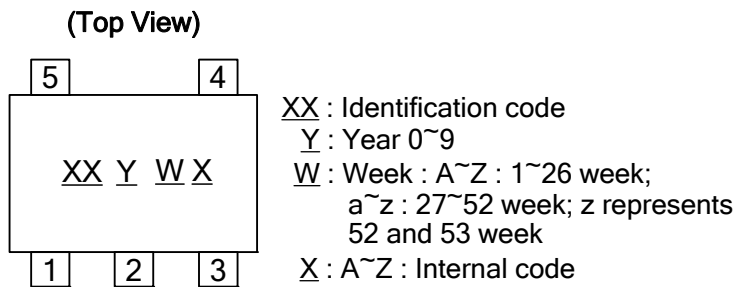 (Top View)
5 4
XX Y W X
1 2 3
XX : Identification code
Y : Year 0~9
W : Week : A~Z : 1~26 week;
a~z : 27~52 week; z represents
52 and 53 week
X : A~Z : Internal code